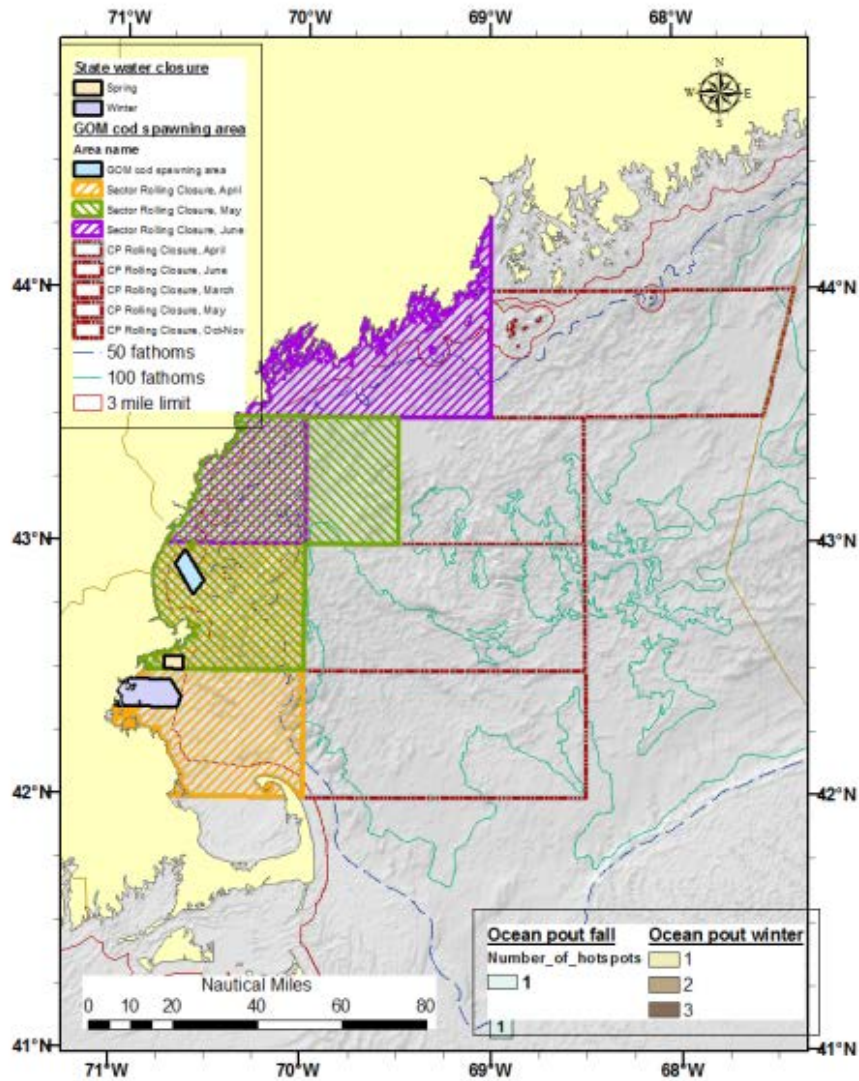 71°W 70°W 69°W 68°W
State water closure
Spring
Winter
GOM cod spawning area
Area name
GOM cod spawning area
Sector Rolling Closure, April
Sector Rolling Closure, May
Sector Rolling Closure, June
CP Rolling Closure, April
CP Rolling Closure, June
CP Rolling Closure, March
CP Rolling Closure, May
CP Rolling Closure, Oct-Nov
50 fathoms
100 fathoms
3 mile limit
N
W E
S
44°N 44°N
43°N 43°N
42°N 42°N
Ocean pout fall
Number_of_hotspots
1
1
Ocean pout winter
1
2
3
Nautical Miles
0 10 20 40 60 80
41°N 41°N
71°W 70°W 69°W 68°W